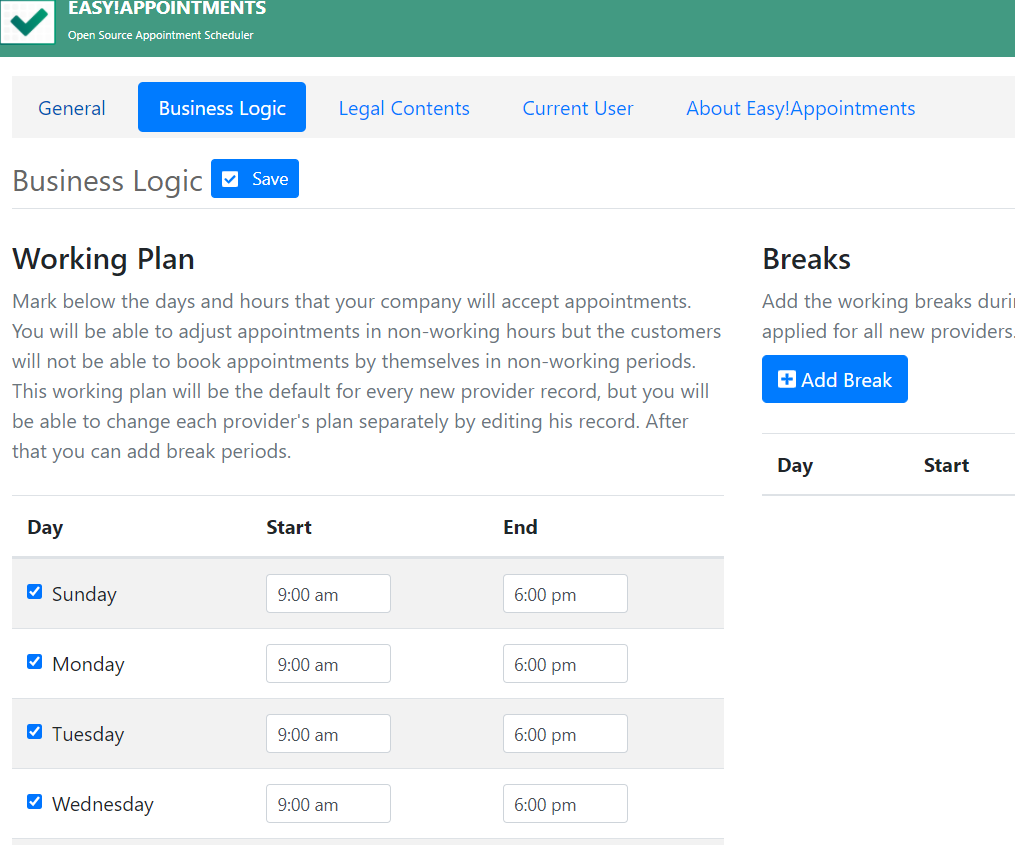 EASY!APPOINTMENTS
Open Source Appointment Scheduler
General Business Logic Legal Contents Current User About Easy!Appointments
Business Logic Save
Working Plan
Mark below the days and hours that your company will accept appointments.
You will be able to adjust appointments in non-working hours but the customers
will not be able to book appointments by themselves in non-working periods.
This working plan will be the default for every new provider record, but you will
be able to change each provider's plan separately by editing his record. After
that you can add break periods.
Day Start End
Sunday 9:00 am 6:00 pm
Monday 9:00 am 6:00 pm
Tuesday 9:00 am 6:00 pm
Wednesday 9:00 am 6:00 pm
Breaks
Add the working breaks
applied for all new providers.
Add Break
Day Start